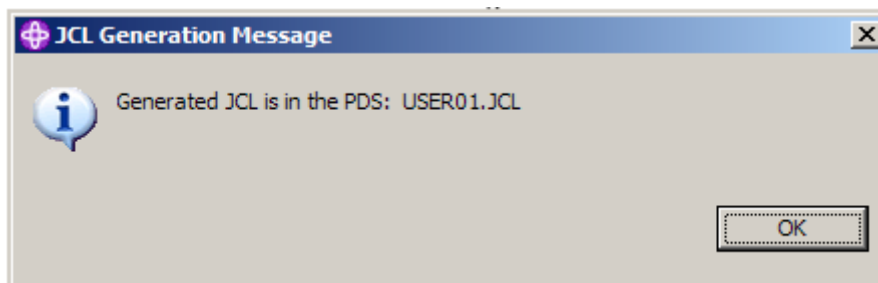 JCL Generation Message
Generated JCL is in the PDS: USER01.JCL
OK